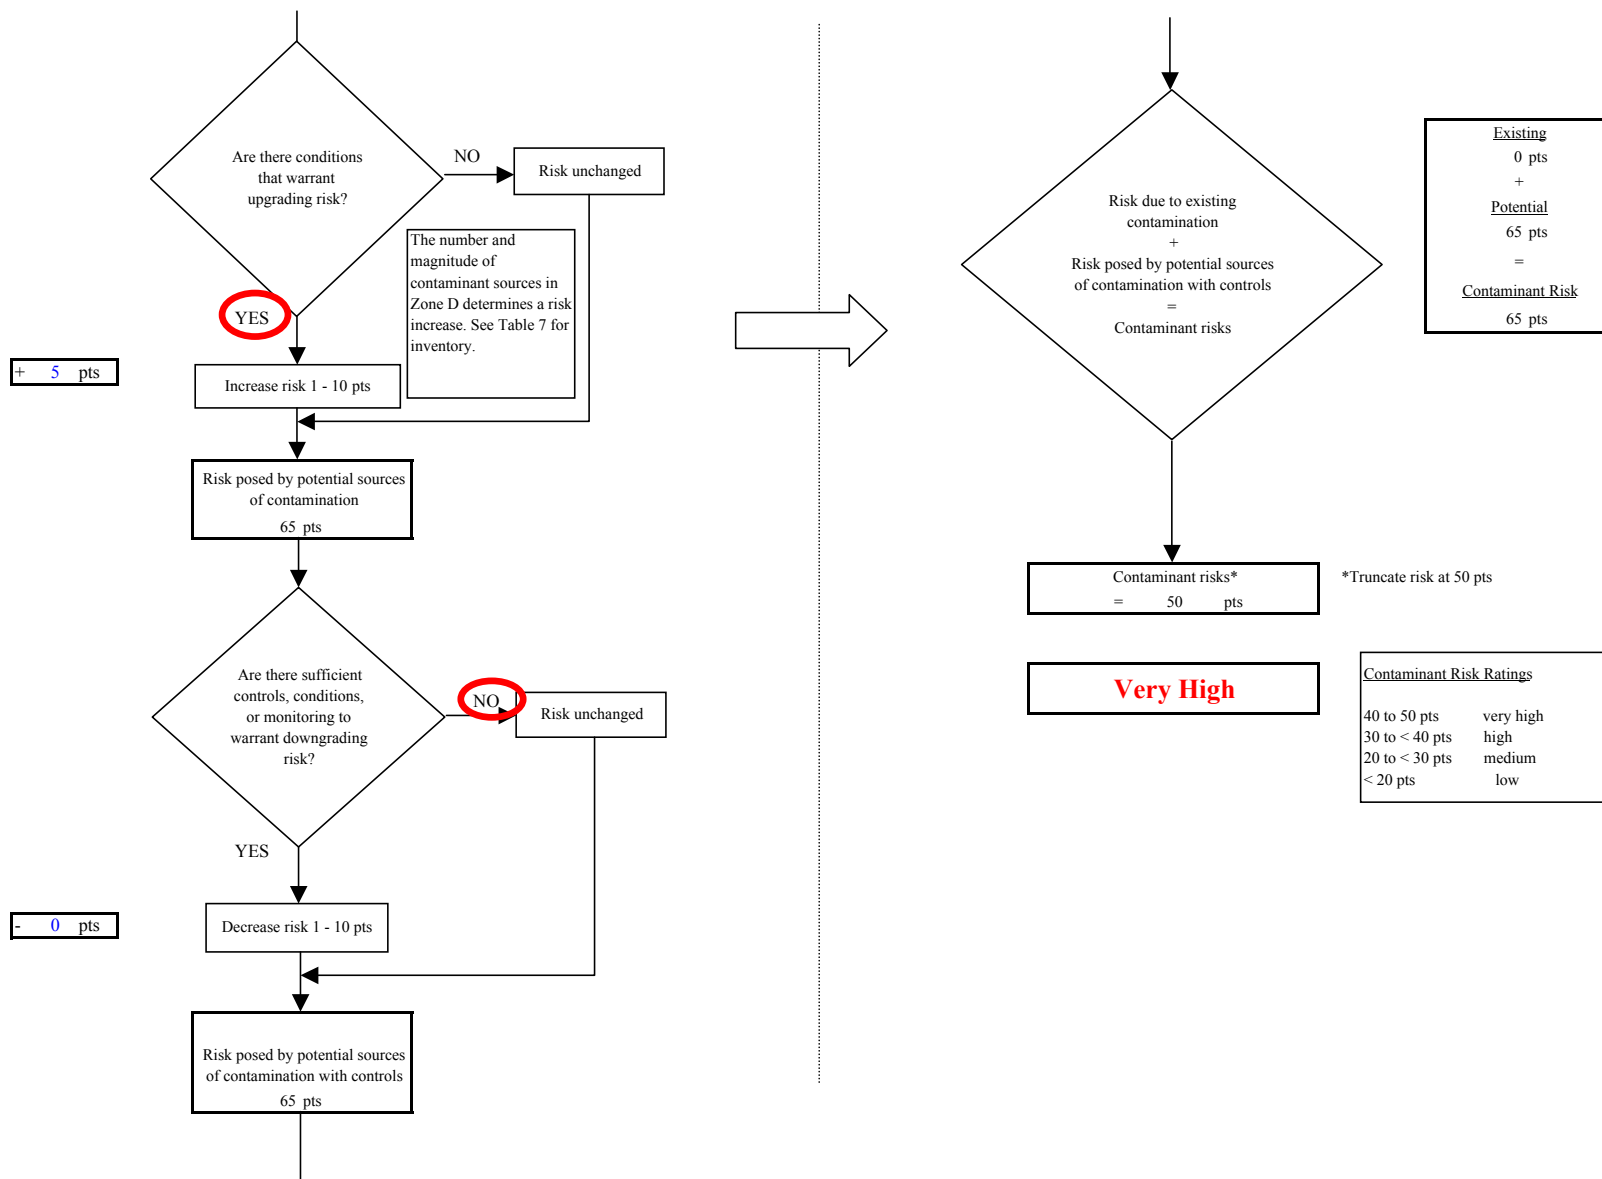 Are there conditions
that warrant
upgrading risk?
NO
Risk unchanged
The number and
magnitude of
contaminant sources in
Zone D determines a risk
increase. See Table 7 for
inventory.
YES
+ 5 pts
Increase risk 1 - 10 pts
Risk posed by potential sources
of contamination
65 pts
Are there sufficient
controls, conditions,
or monitoring to
warrant downgrading
risk?
NO
Risk unchanged
YES
- 0 pts
Decrease risk 1 - 10 pts
Risk posed by potential sources
of contamination with controls
65 pts
Risk due to existing
contamination
+
Risk posed by potential sources
of contamination with controls
=
Contaminant risks
Existing
0 pts
+
Potential
65 pts
=
Contaminant Risk
65 pts
Contaminant risks*
= 50 pts
*Truncate risk at 50 pts
Very High
Contaminant Risk Ratings
40 to 50 pts very high
30 to < 40 pts high
20 to < 30 pts medium
< 20 pts low